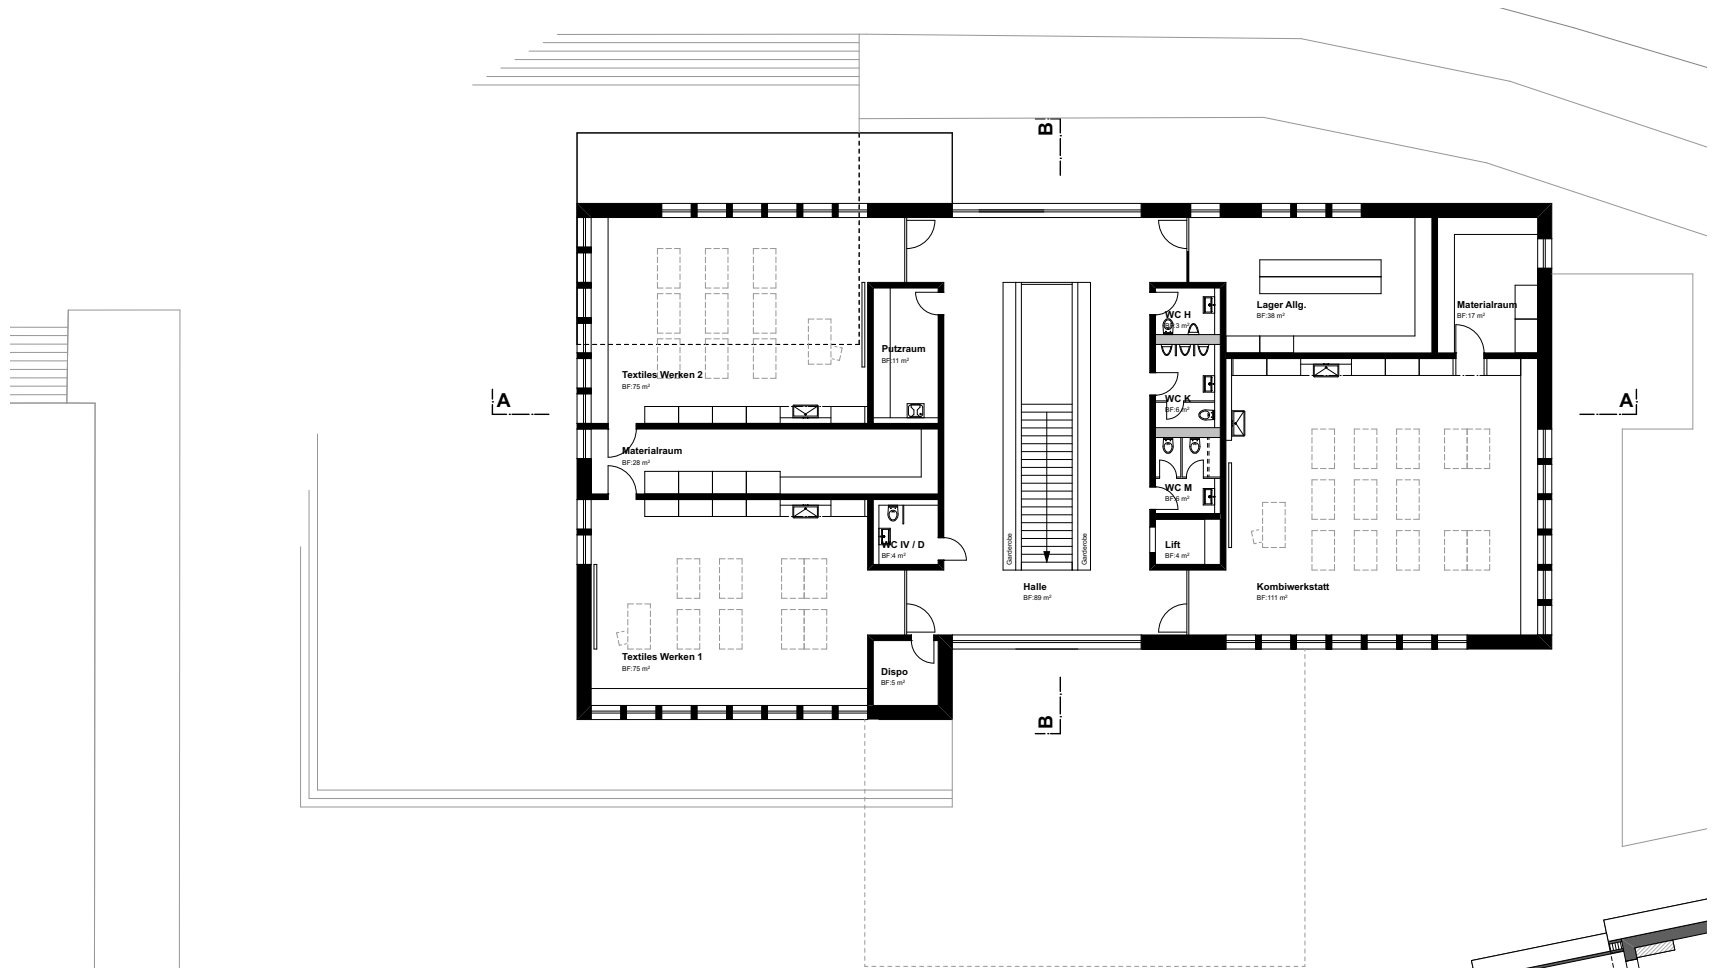 B
WC H
BF:3 m²
Lager Allg.
BF:38 m²
Materialraum
BF:17 m²
Putzraum
BF:11 m²
Textiles Werken 2
BF:75 m²
A
WC K
BF:6 m²
A
Materialraum
BF:28 m²
WC M
BF:6 m²
WC IV / D
BF:4 m²
Garderobe
Garderobe
Lift
BF:4 m²
Halle
BF:89 m²
Kombiwerkstatt
BF:111 m²
Textiles Werken 1
BF:75 m²
Dispo
BF:5 m²
B